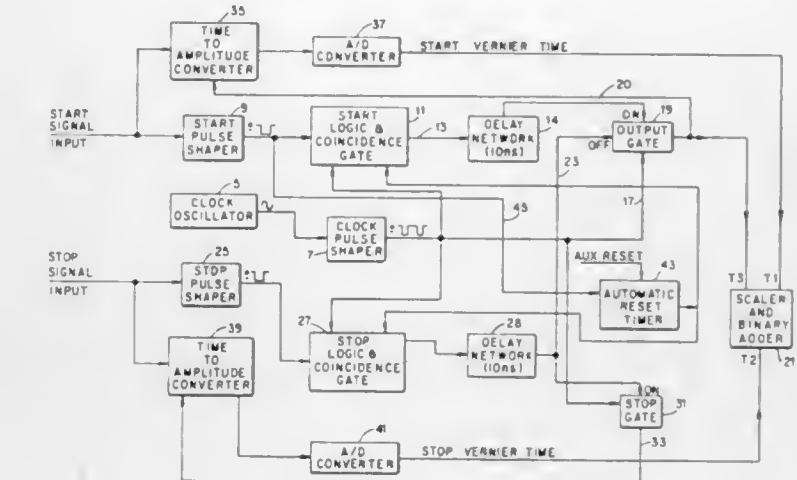 35
TIME
TO
AMPLITUDE
CONVERTER
37
A/D
CONVERTER
START VERNIER TIME
20
START
SIGNAL
INPUT
9
START
PULSE
SHAPER
11
START
LOGIC &
COINCIDENCE
GATE
13
DELAY
NETWORK
(10ns)
14
ON
OFF
19
OUTPUT
GATE
23
17
5
CLOCK
OSCILLATOR
7
CLOCK
PULSE
SHAPER
45
AUX RESET
43
AUTOMATIC
RESET
TIMER
STOP
SIGNAL
INPUT
25
STOP
PULSE
SHAPER
27
STOP
LOGIC &
COINCIDENCE
GATE
28
DELAY
NETWORK
(10ns)
T3
T1
SCALER
AND
BINARY
ADDER
21
T2
39
TIME
TO
AMPLITUDE
CONVERTER
ON
STOP
GATE
31
33
41
A/D
CONVERTER
STOP VERNIER TIME